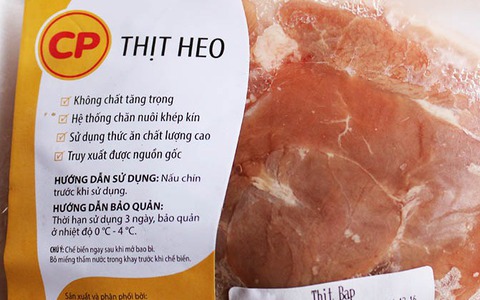 CP
THỊT HEO
Không chất tăng trọng
Hệ thống chăn nuôi khép kín
Sử dụng thức ăn chất lượng cao
Truy xuất được nguồn gốc
HƯỚNG DẪN SỬ DỤNG: Nấu chín
trước khi sử dụng.
HƯỚNG DẪN BẢO QUẢN:
Thời hạn sử dụng 3 ngày, bảo quản
ở nhiệt độ 0 °C - 4 °C.
CHÚ Ý: Chế biến ngay sau khi mở bao bì.
Bỏ miếng thấm nước trong khay trước khi chế biến.
Sản xuất và phân phối bởi:
Thịt Bap